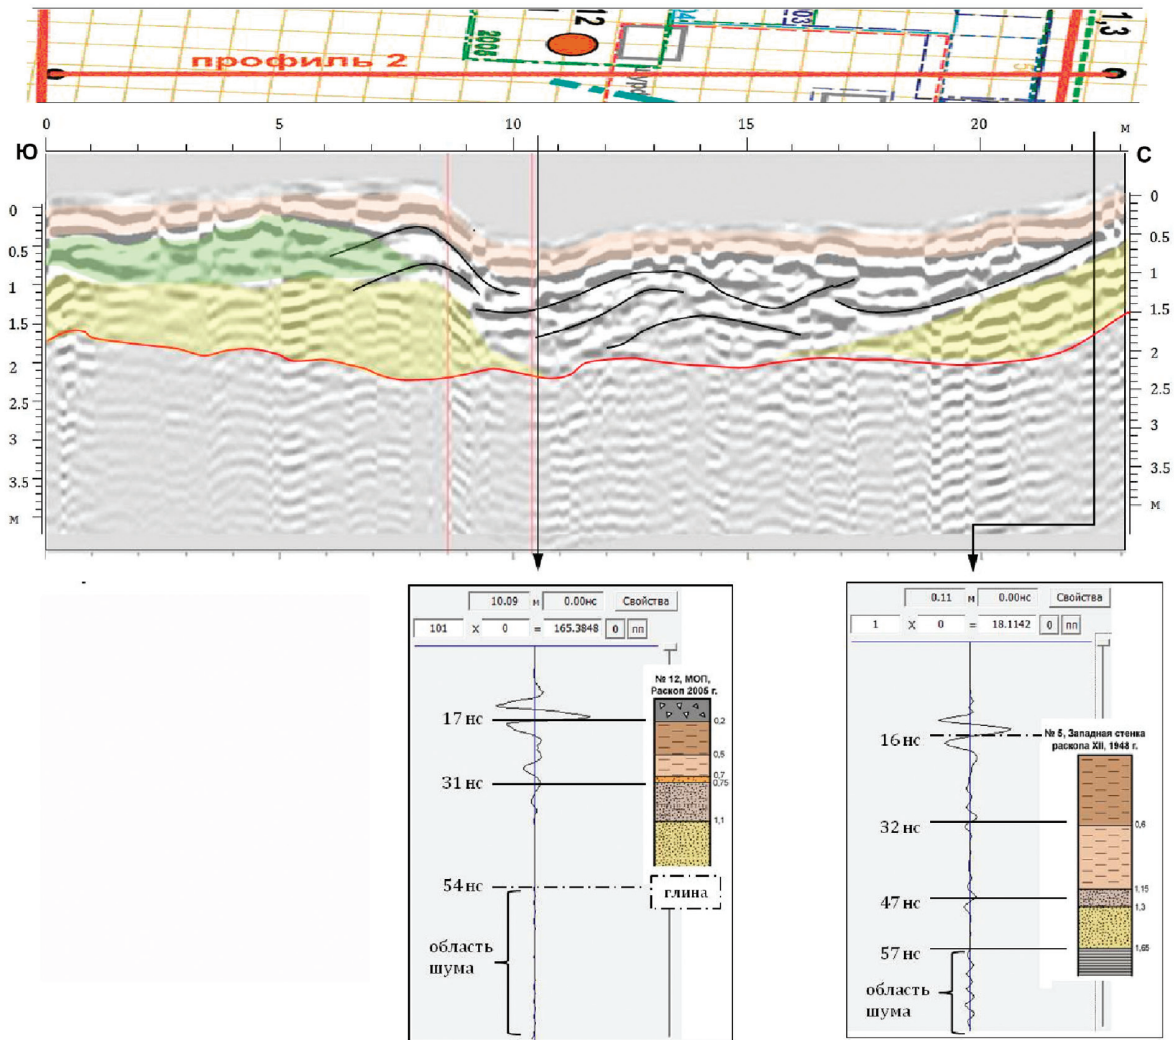 12
2008
04
03
1,3
5
профиль 2
шурф
0 5 10 15 20 м
Ю
С
0
0.5
1
1.5
2
2.5
3
3.5
м
0
0.5
1
1.5
2
2.5
3.5
м
10.09 м 0.00нс Свойства
101 X 0 = 165.3848 0 пп
№ 12, МОП,
Раскоп 2005 г.
17 нс
31 нс
54 нс
0,2
0,5
0,7
0,75
1,1
глина
область
шума
0.11 м 0.00нс Свойства
1 X 0 = 18.1142 0 пп
№ 5, Западная стенка
раскопа XII, 1948 г.
16 нс
32 нс
47 нс
57 нс
0,6
1,15
1,3
1,65
область
шума